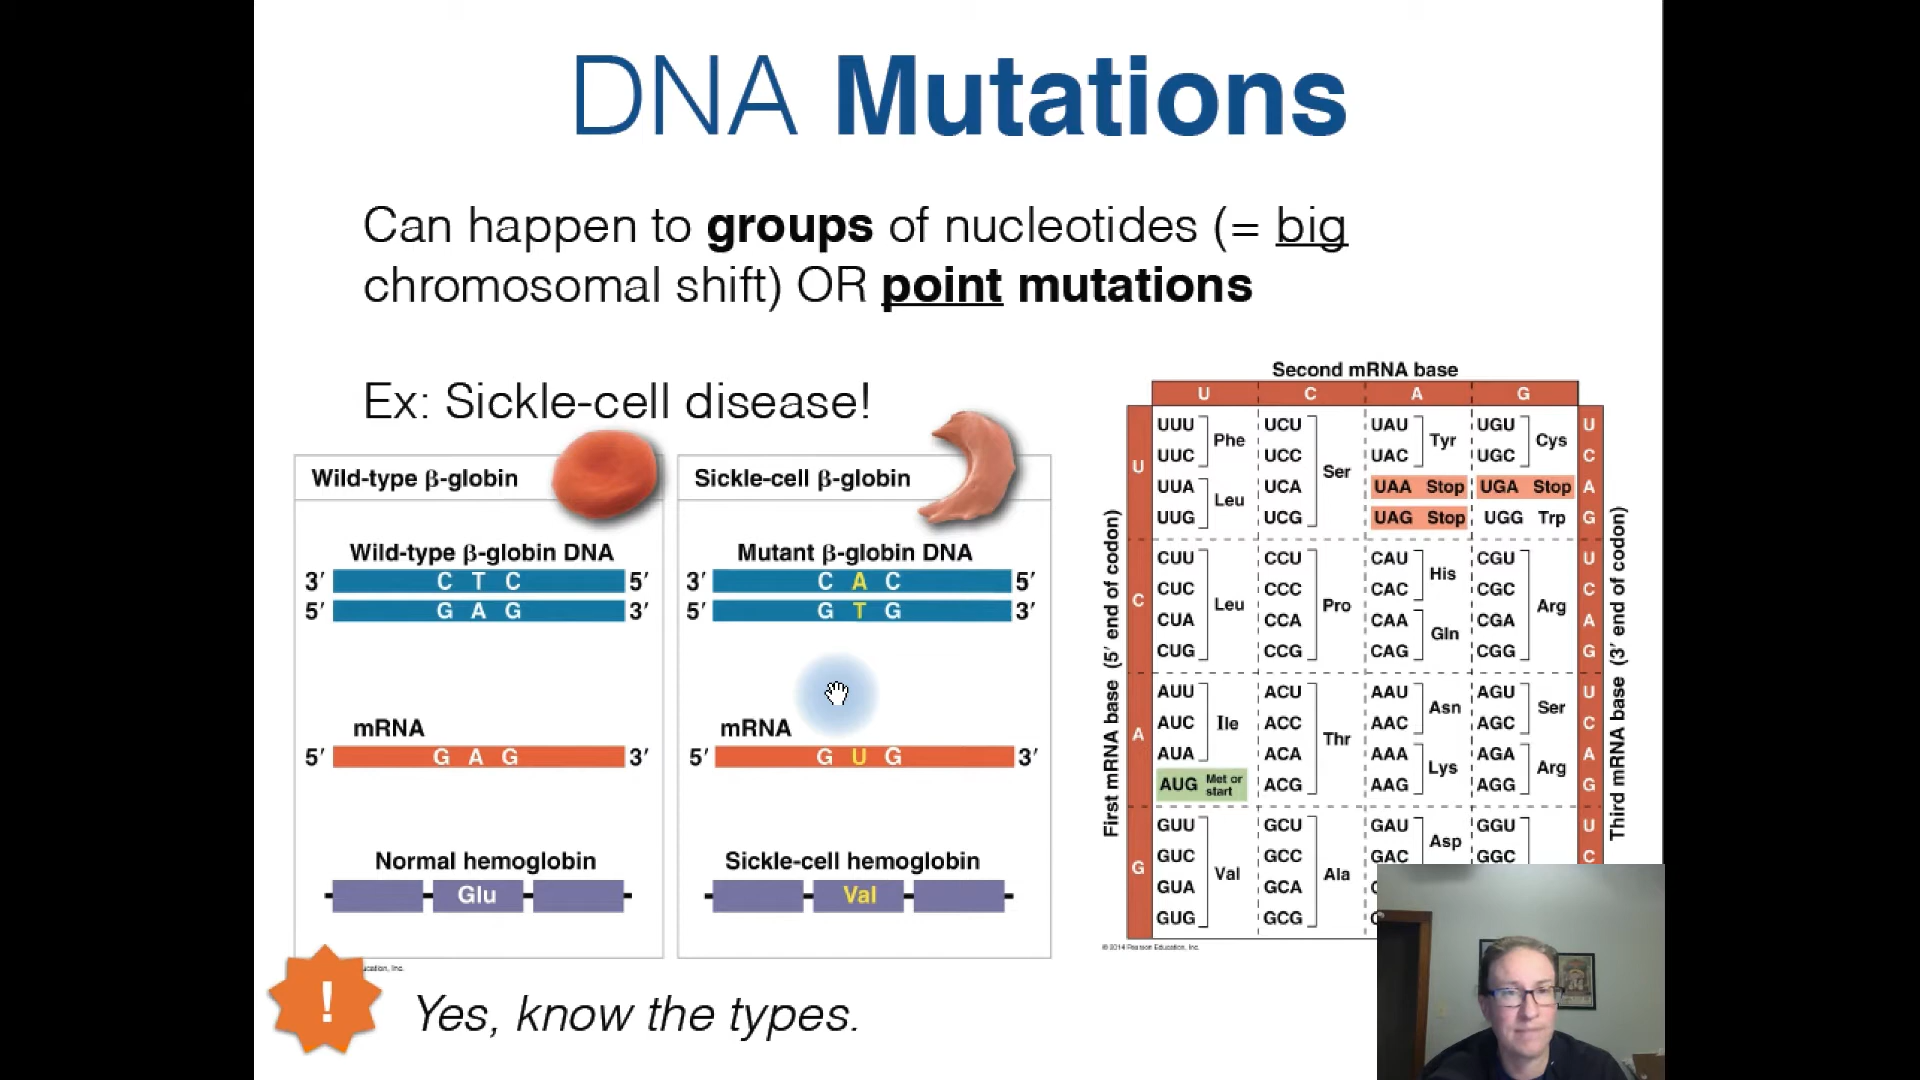 DNA Mutations
Can happen to groups of nucleotides (= big
chromosomal shift) OR point mutations
Ex: Sickle-cell disease!
Wild-type β-globin
Wild-type β-globin DNA
3′ C T C 5′
5′ G A G 3′
mRNA
5′ G A G 3′
Normal hemoglobin
Glu
Sickle-cell β-globin
Mutant β-globin DNA
3′ C A C 5′
5′ G T G 3′
mRNA
5′ G U G 3′
Sickle-cell hemoglobin
Val
Second mRNA base
U C A G
First mRNA base (5′ end of codon)
Third mRNA base (3′ end of codon)
U
UUU UCU UAU UGU U
Phe Tyr Cys
UUC UCC UAC UGC C
Ser
UUA UCA UAA Stop UGA Stop A
Leu
UUG UCG UAG Stop UGG Trp G
C
CUU CCU CAU CGU U
His
CUC CCC CAC CGC C
Leu Pro Arg
CUA CCA CAA CGA A
Gln
CUG CCG CAG CGG G
A
AUU ACU AAU AGU U
Asn Ser
AUC Ile ACC AAC AGC C
Thr
AUA ACA AAA AGA A
Lys Arg
AUG Met or start ACG AAG AGG G
G
GUU GCU GAU GGU U
Asp
GUC GCC GAC GGC C
Val Ala
GUA GCA
GUG GCG
© 2014 Pearson Education, Inc.
ucation, Inc.
!
Yes, know the types.